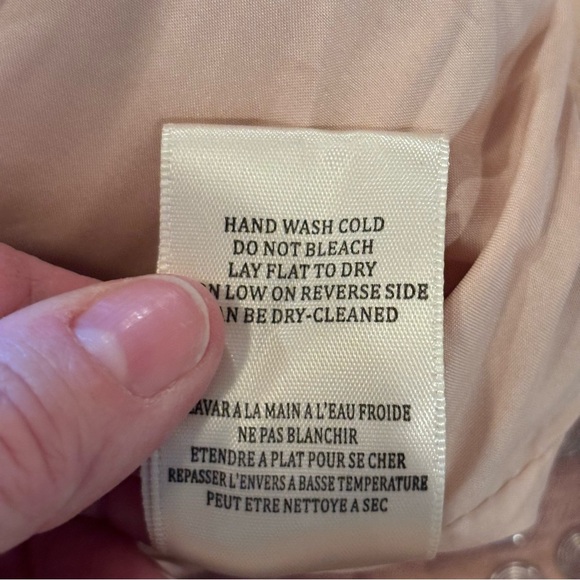 HAND WASH COLD
DO NOT BLEACH
LAY FLAT TO DRY
LOW ON REVERSE SIDE
BE DRY-CLEANED
A LA MAIN A L'EAU FROIDE
NE PAS BLANCHIR
ETENDRE A PLAT POUR SE CHER
REPASSER L'ENVERS A BASSE TEMPERATURE
PEUT ETRE NETTOYE A SEC